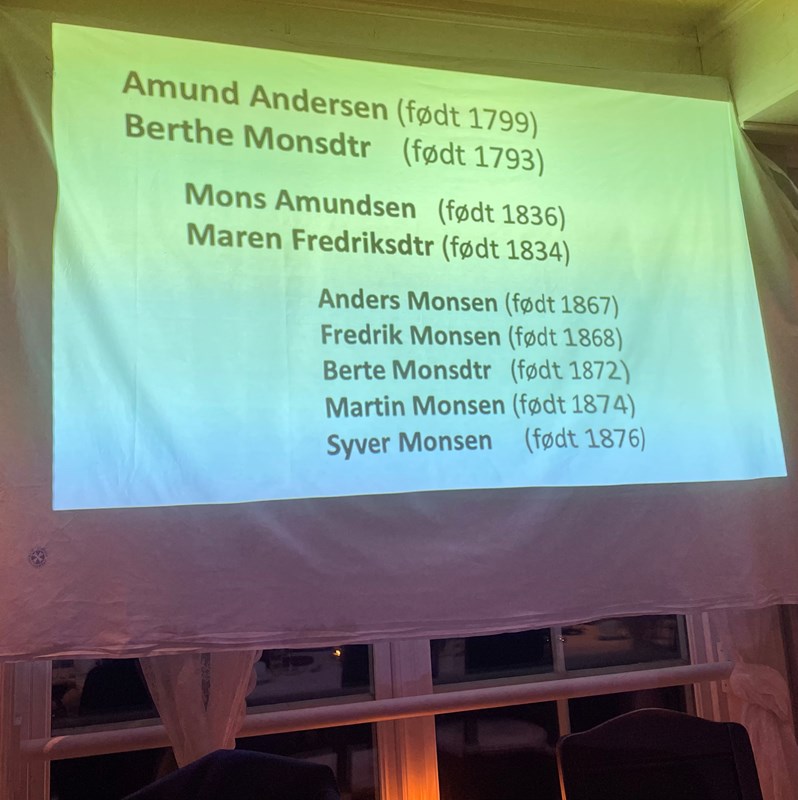 Amund Andersen (født 1799)
Berthe Monsdtr (født 1793)
Mons Amundsen (født 1836)
Maren Fredriksdtr (født 1834)
Anders Monsen (født 1867)
Fredrik Monsen (født 1868)
Berte Monsdtr (født 1872)
Martin Monsen (født 1874)
Syver Monsen (født 1876)